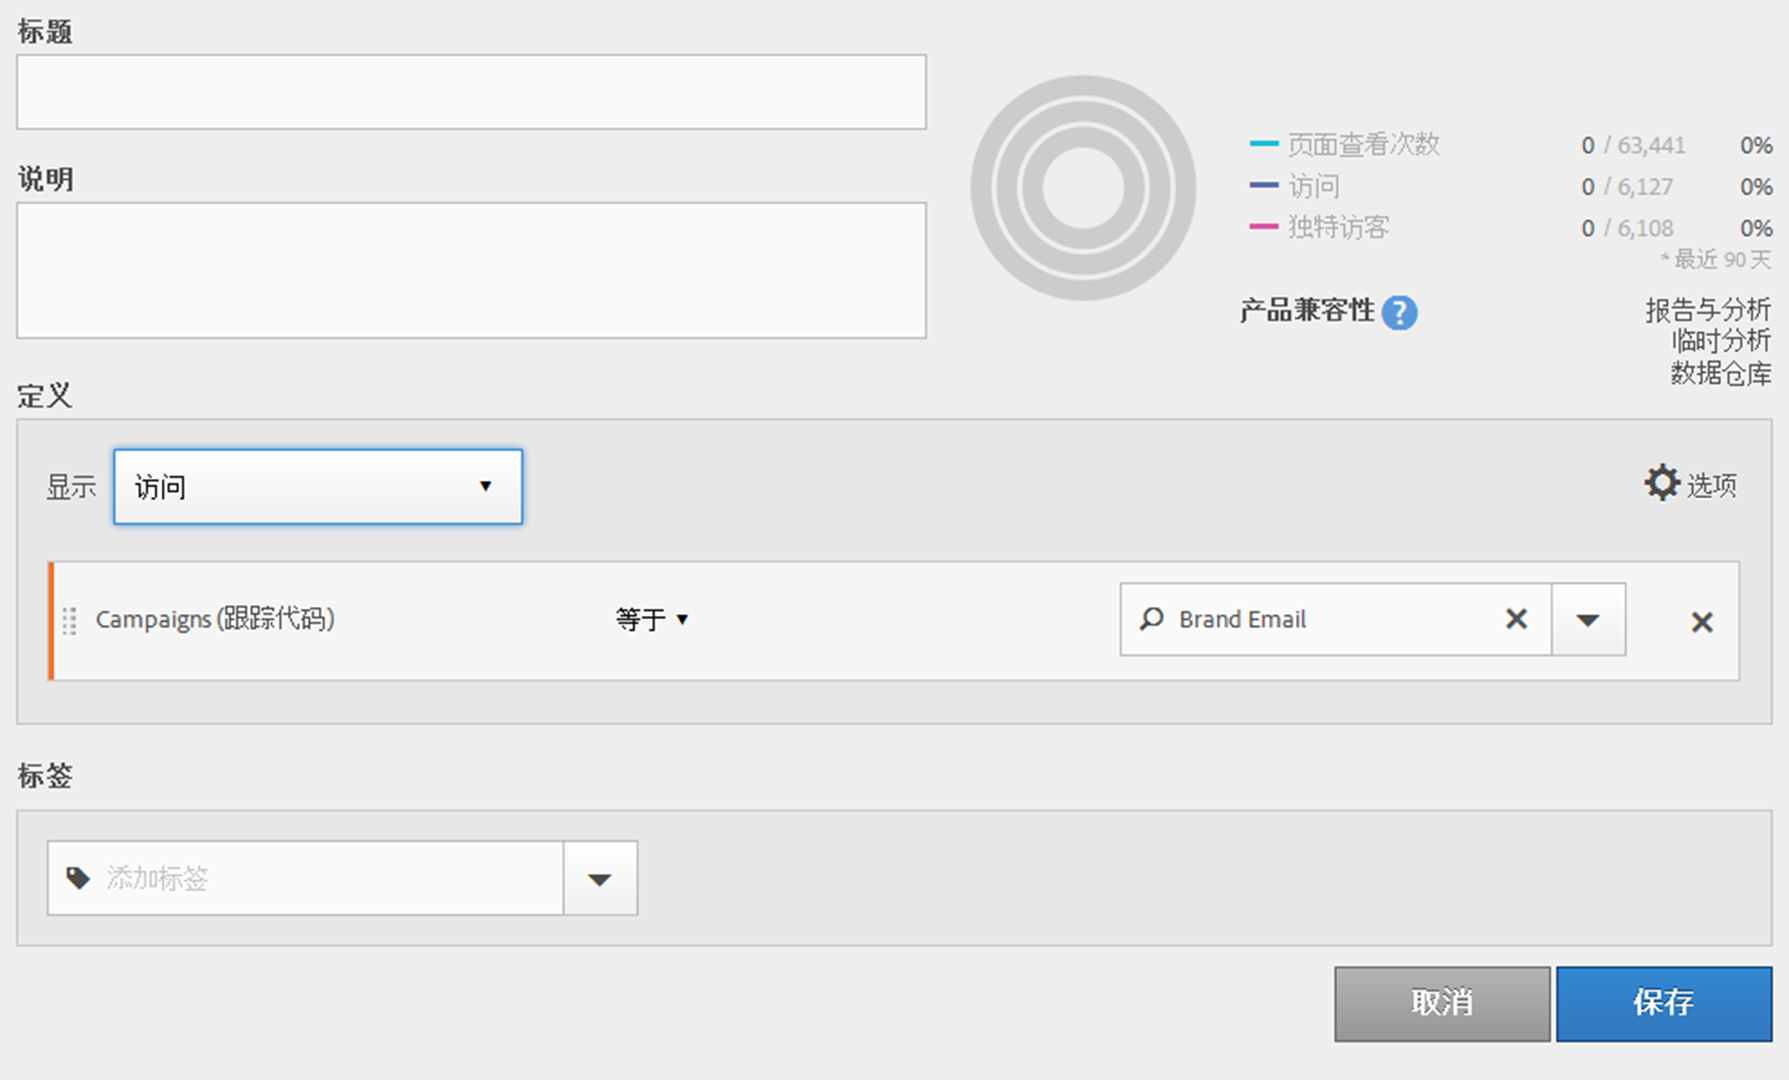 标题
说明
页面查看次数 0 / 63,441 0%
访问 0 / 6,127 0%
独特访客 0 / 6,108 0%
* 最近 90 天
产品兼容性 ? 报告与分析
临时分析
数据仓库
定义
显示 访问 选项
Campaigns (跟踪代码) 等于 Brand Email
标签
添加标签
取消 保存